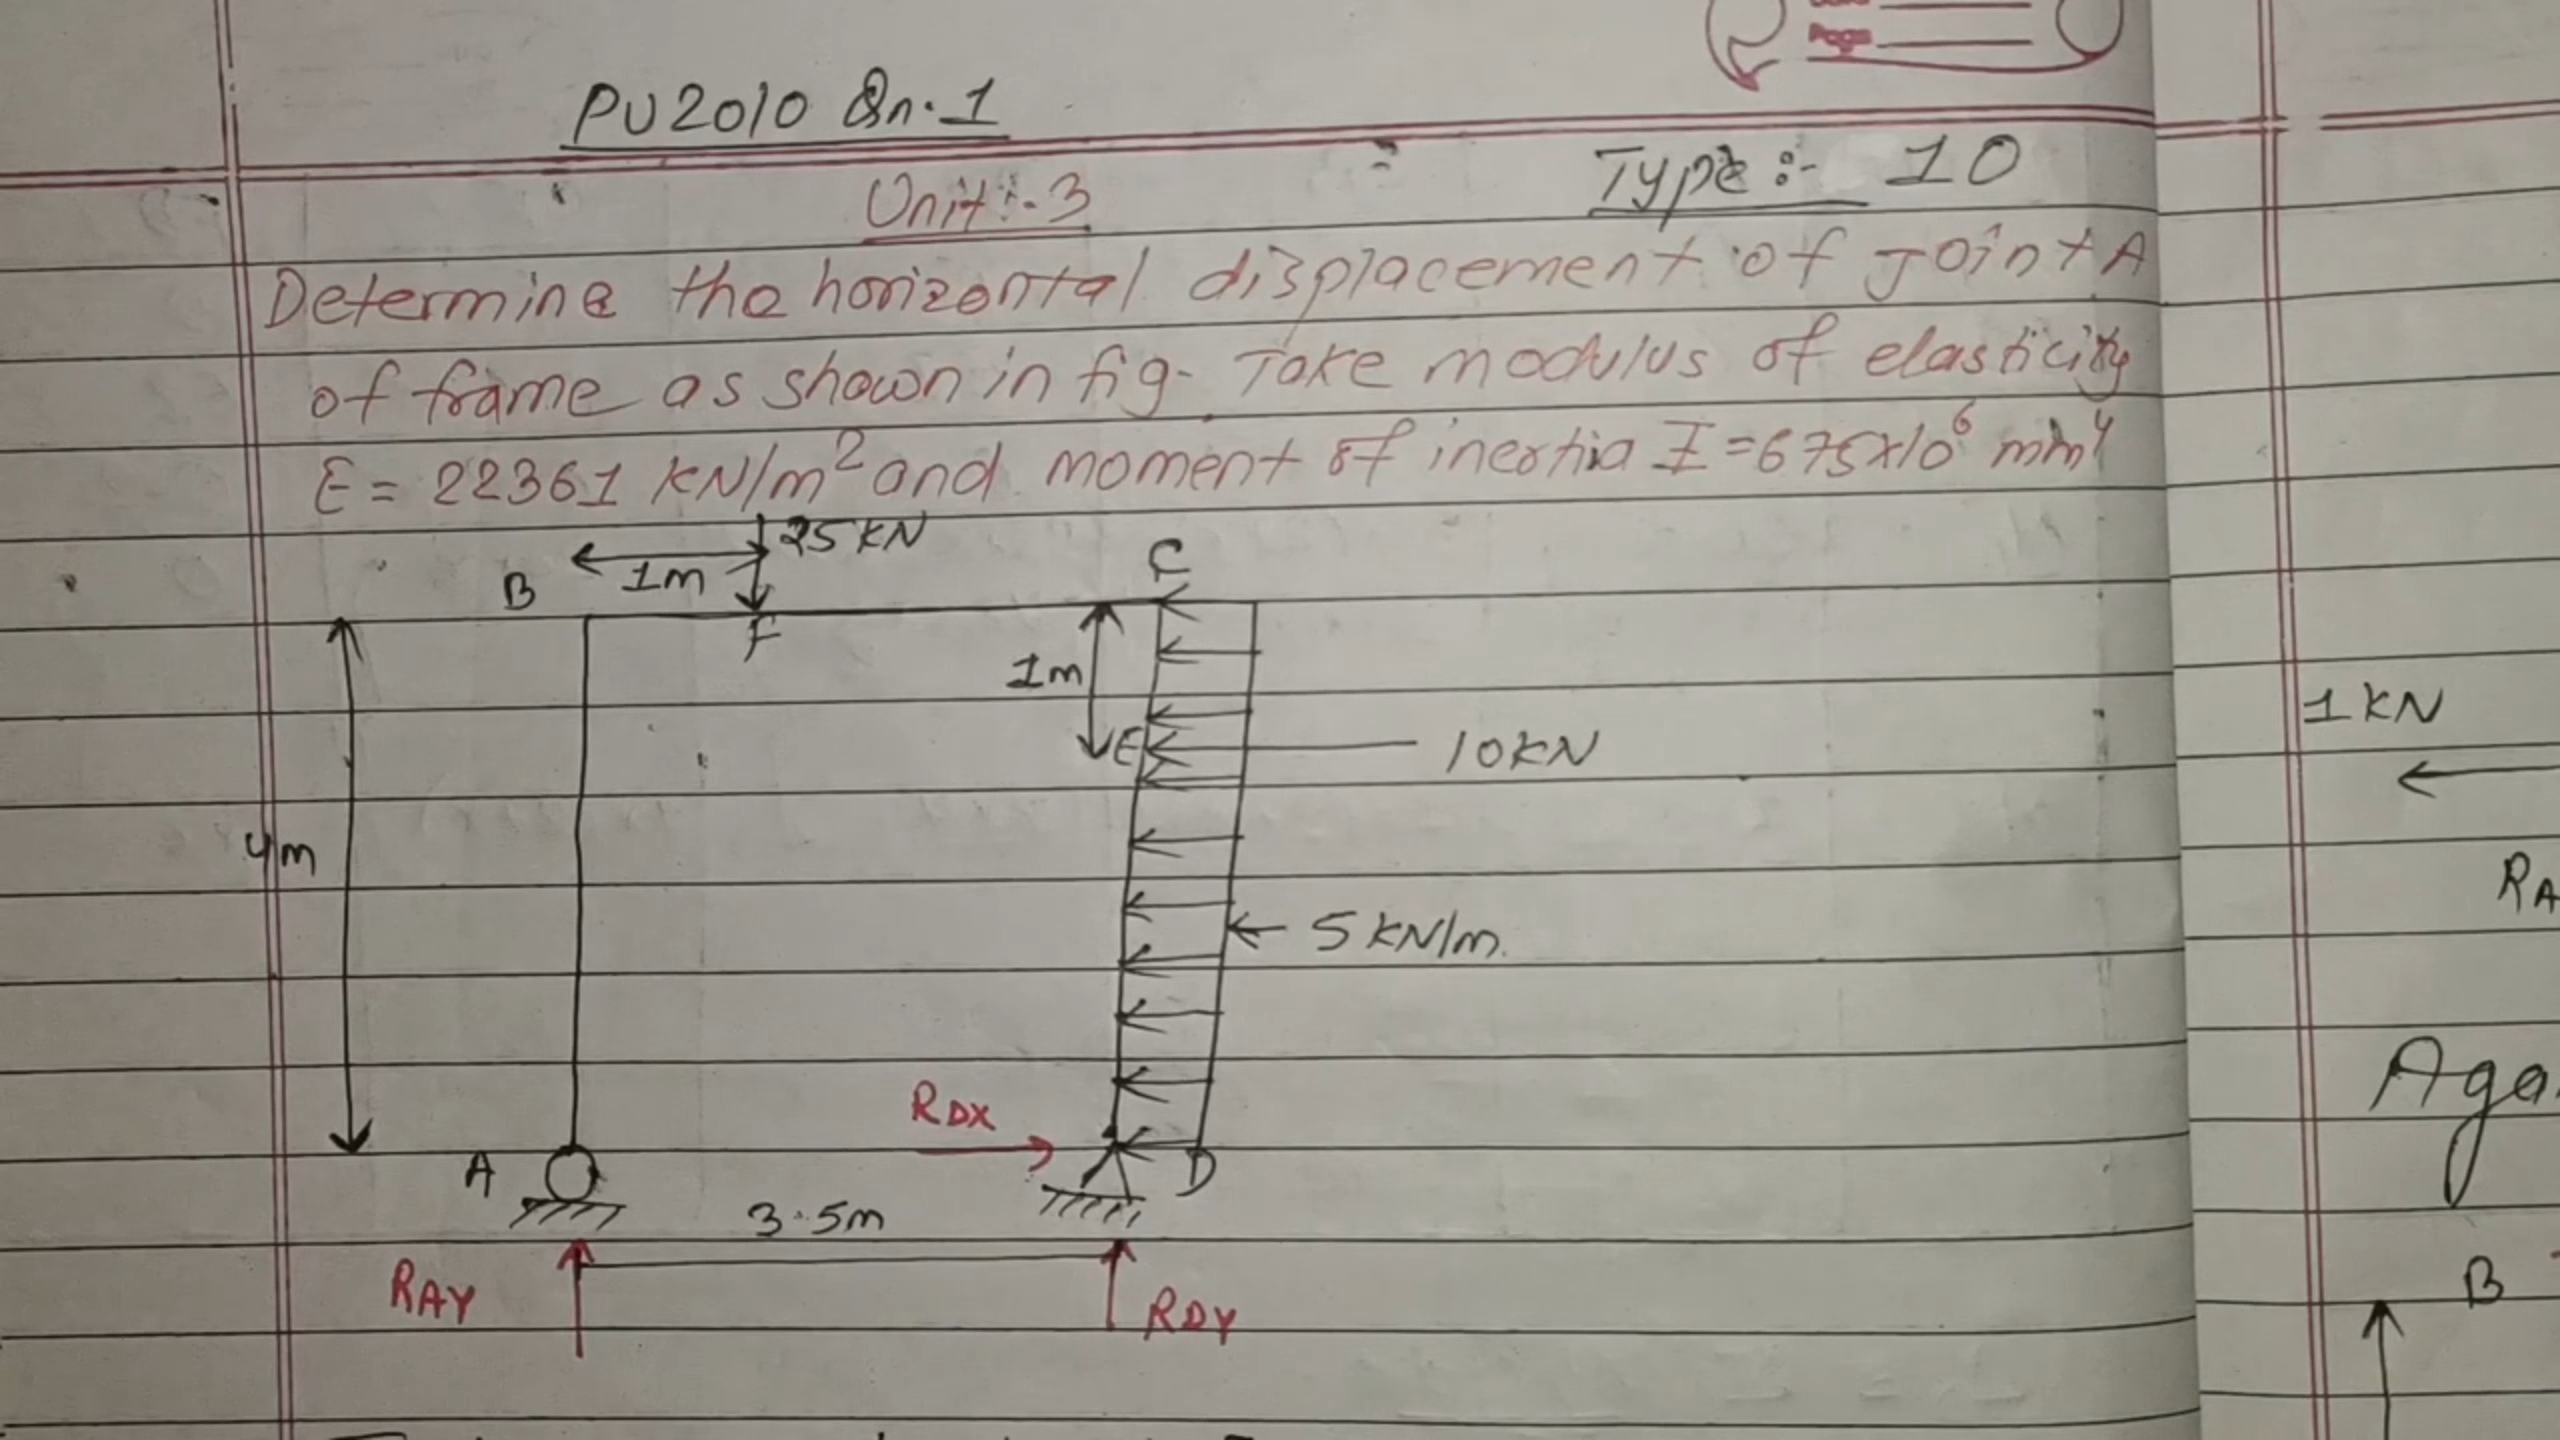 Page
PU2010 Qn.1
Unit:-3
Type:- 10
Determine the horizontal displacement of Joint A
of frame as shown in fig. Take modulus of elasticity
E = 22361 KN/m² and moment of inertia I = 675×10⁶ mm⁴
25 KN
1m
B
F
C
1m
E
10KN
4m
5 KN/m
RDX
A
D
3.5m
RAY
RDY
1 KN
RA
Aga
B